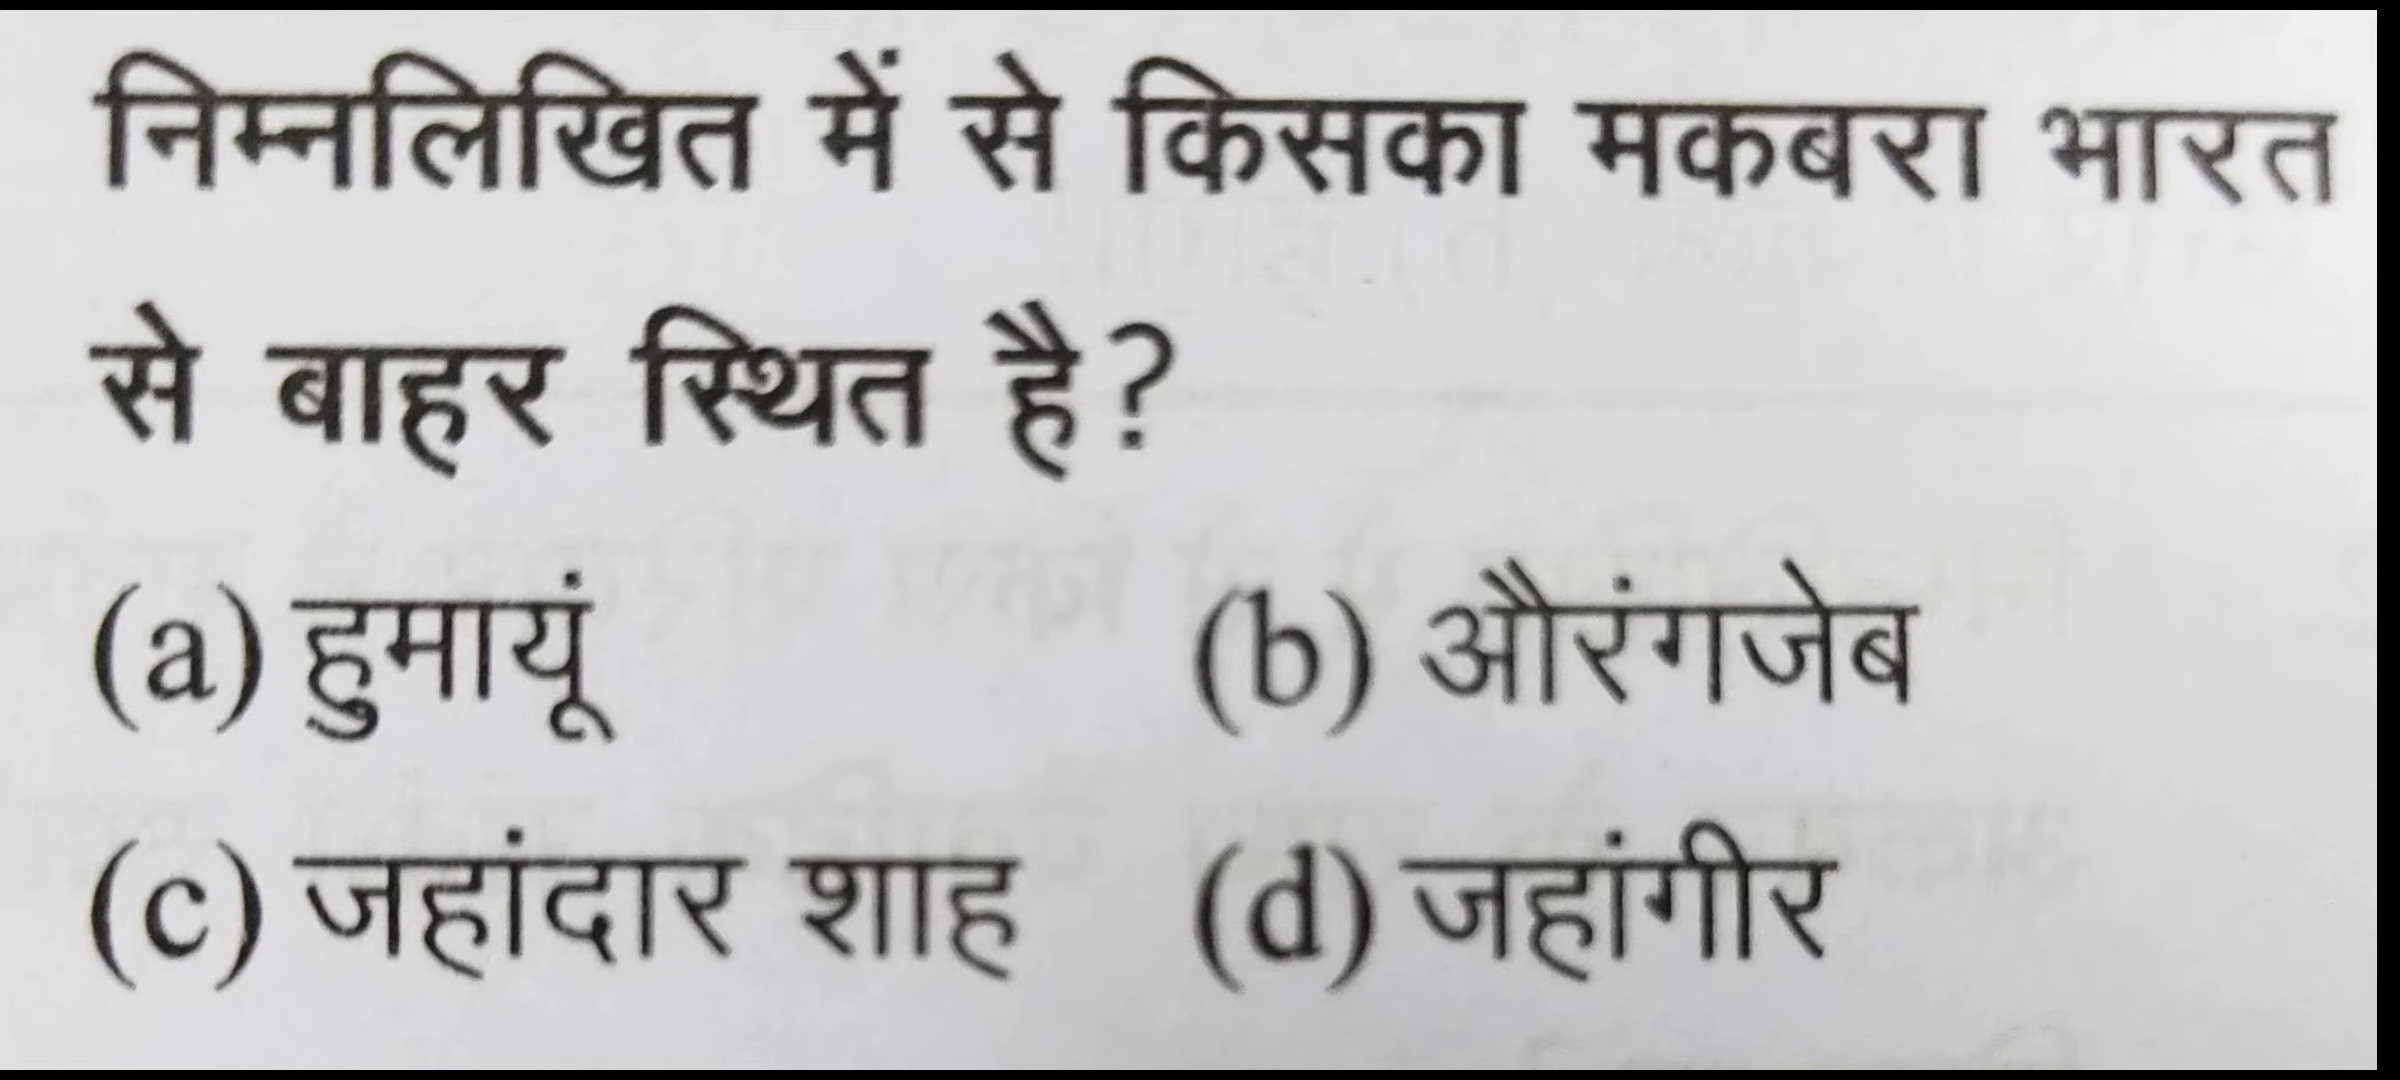 निम्नलिखित में से किसका मकबरा भारत
से बाहर स्थित है?
(a) हुमायूं (b) औरंगजेब
(c) जहांदार शाह (d) जहांगीर